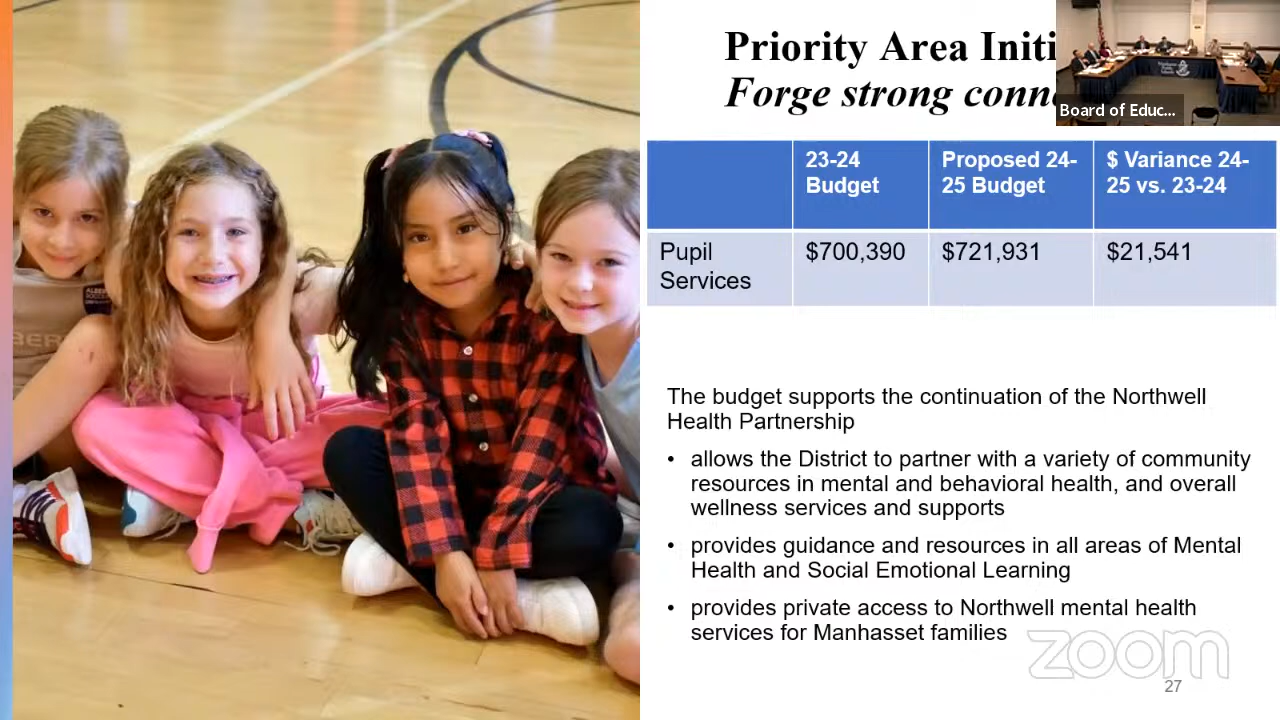 Priority Area Initi
Forge strong conn
Board of Educ...
23-24
Budget
Proposed 24-
25 Budget
$ Variance 24-
25 vs. 23-24
Pupil
Services
$700,390
$721,931
$21,541
The budget supports the continuation of the Northwell
Health Partnership
• allows the District to partner with a variety of community
resources in mental and behavioral health, and overall
wellness services and supports
• provides guidance and resources in all areas of Mental
Health and Social Emotional Learning
• provides private access to Northwell mental health
services for Manhasset families
zoom
27